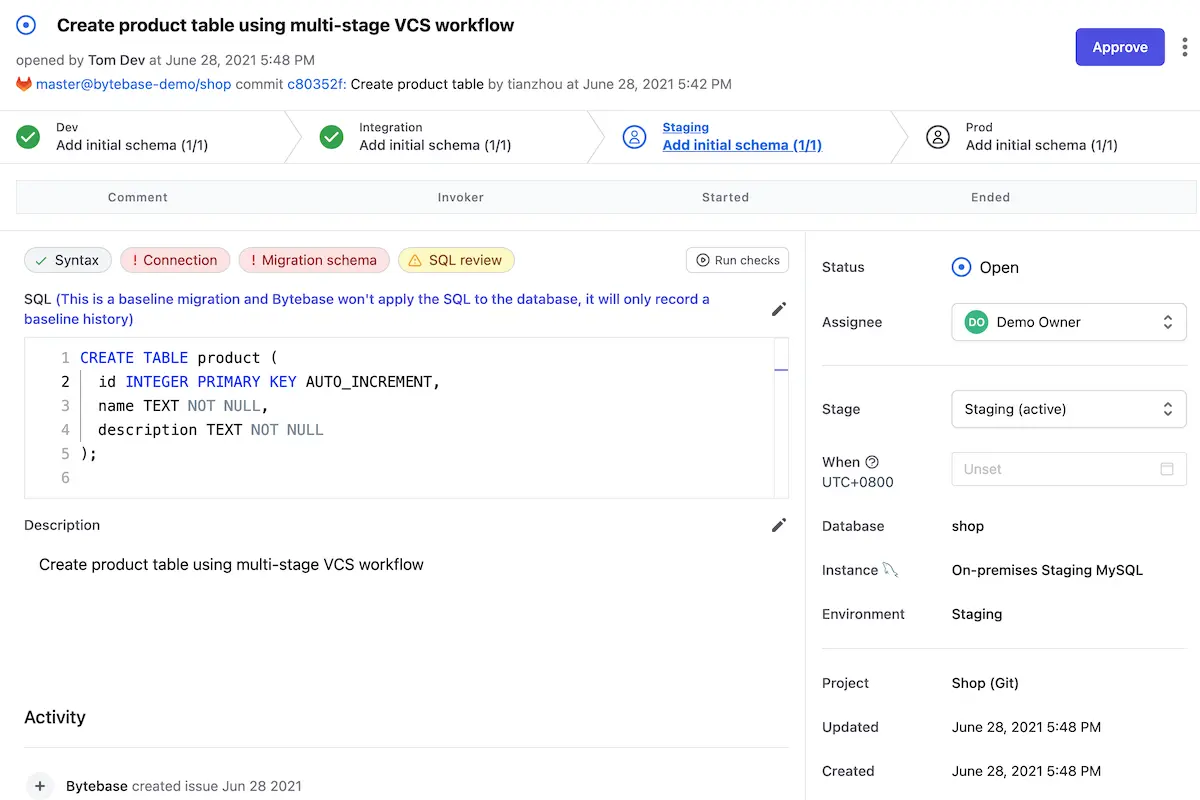 Create product table using multi-stage VCS workflow
Approve
opened by Tom Dev at June 28, 2021 5:48 PM
master@bytebase-demo/shop commit c80352f: Create product table by tianzhou at June 28, 2021 5:42 PM
Dev
Add initial schema (1/1)
Integration
Add initial schema (1/1)
Staging
Add initial schema (1/1)
Prod
Add initial schema (1/1)
Comment Invoker Started Ended
Syntax ! Connection ! Migration schema SQL review Run checks
SQL (This is a baseline migration and Bytebase won't apply the SQL to the database, it will only record a
baseline history)
1 CREATE TABLE product (
2 id INTEGER PRIMARY KEY AUTO_INCREMENT,
3 name TEXT NOT NULL,
4 description TEXT NOT NULL
5 );
6
Description
Create product table using multi-stage VCS workflow
Activity
Bytebase created issue Jun 28 2021
Status Open
Assignee DO Demo Owner
Stage Staging (active)
When Unset
UTC+0800
Database shop
Instance On-premises Staging MySQL
Environment Staging
Project Shop (Git)
Updated June 28, 2021 5:48 PM
Created June 28, 2021 5:48 PM